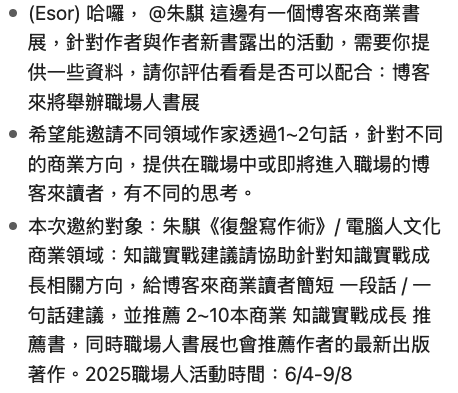 (Esor) 哈囉， @朱騏 這邊有一個博客來商業書
展，針對作者與作者新書露出的活動，需要你提
供一些資料，請你評估看看是否可以配合：博客
來將舉辦職場人書展
希望能邀請不同領域作家透過1~2句話，針對不同
的商業方向，提供在職場中或即將進入職場的博
客來讀者，有不同的思考。
本次邀約對象：朱騏《復盤寫作術》/ 電腦人文化
商業領域：知識實戰建議請協助針對知識實戰成
長相關方向，給博客來商業讀者簡短 一段話 / 一
句話建議，並推薦 2~10本商業 知識實戰成長 推
薦書，同時職場人書展也會推薦作者的最新出版
著作。2025職場人活動時間：6/4-9/8